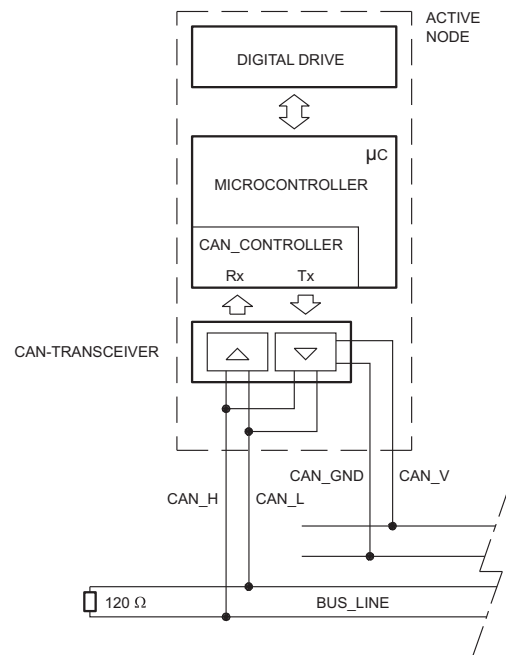 ACTIVE
NODE
DIGITAL DRIVE
µC
MICROCONTROLLER
CAN_CONTROLLER
Rx Tx
CAN-TRANSCEIVER
CAN_GND CAN_V
CAN_H CAN_L
120 Ω BUS_LINE